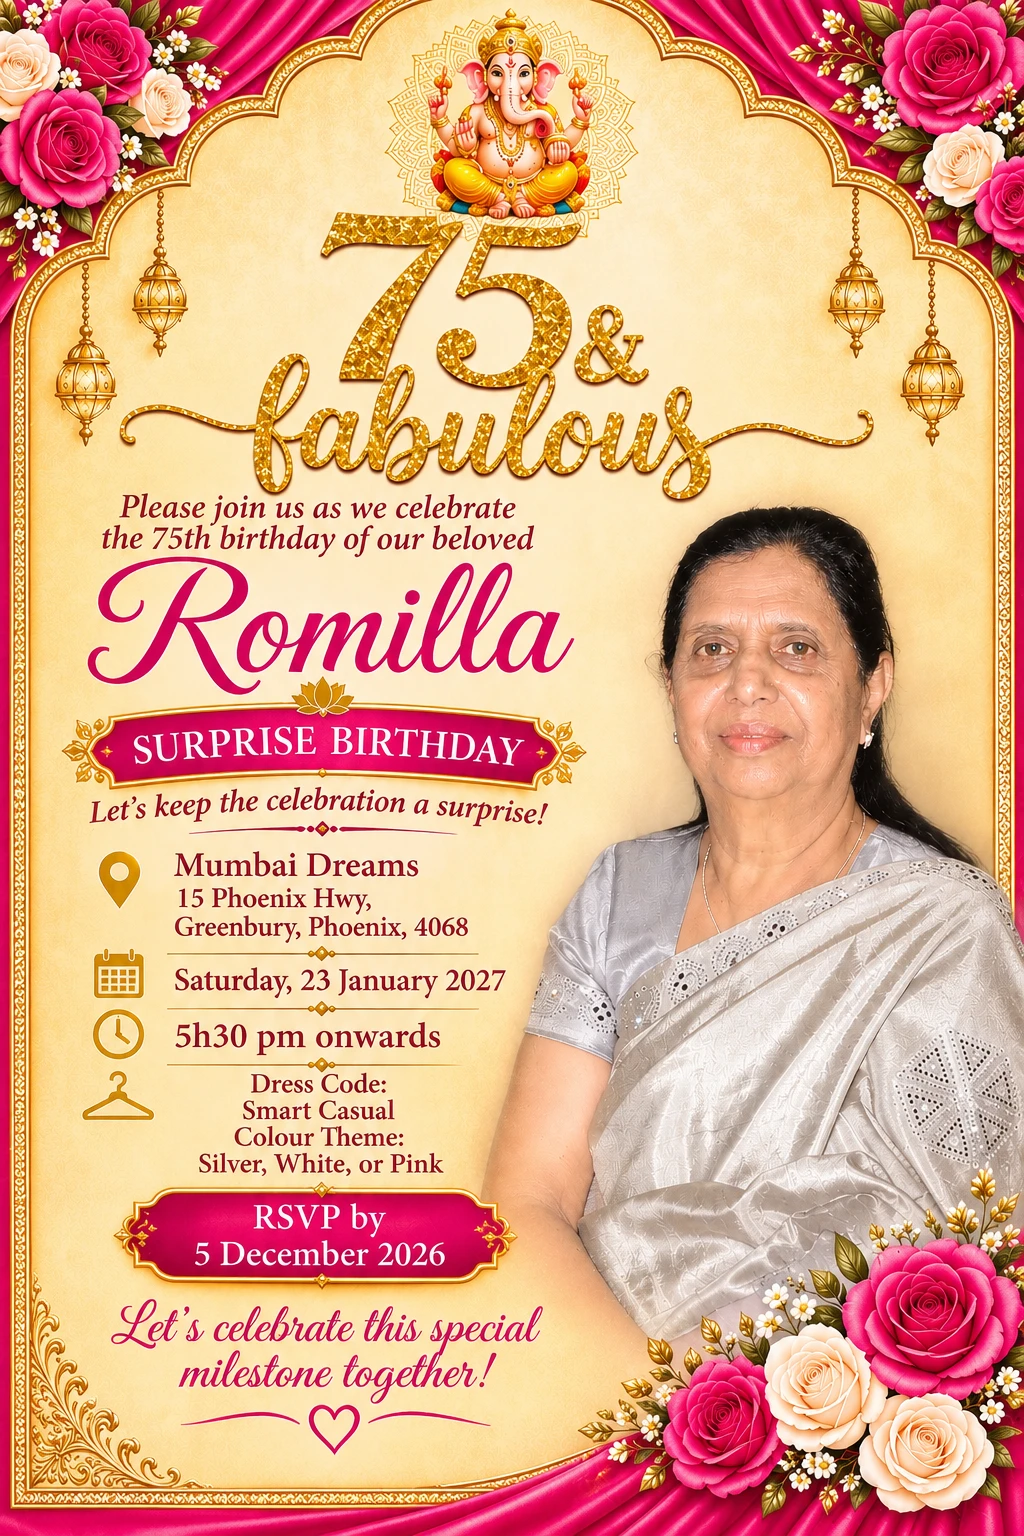 75 &
fabulous
Please join us as we celebrate
the 75th birthday of our beloved
Romilla
SURPRISE BIRTHDAY
Let's keep the celebration a surprise!
Mumbai Dreams
15 Phoenix Hwy,
Greenbury, Phoenix, 4068
Saturday, 23 January 2027
5h30 pm onwards
Dress Code:
Smart Casual
Colour Theme:
Silver, White, or Pink
RSVP by
5 December 2026
Let's celebrate this special
milestone together!